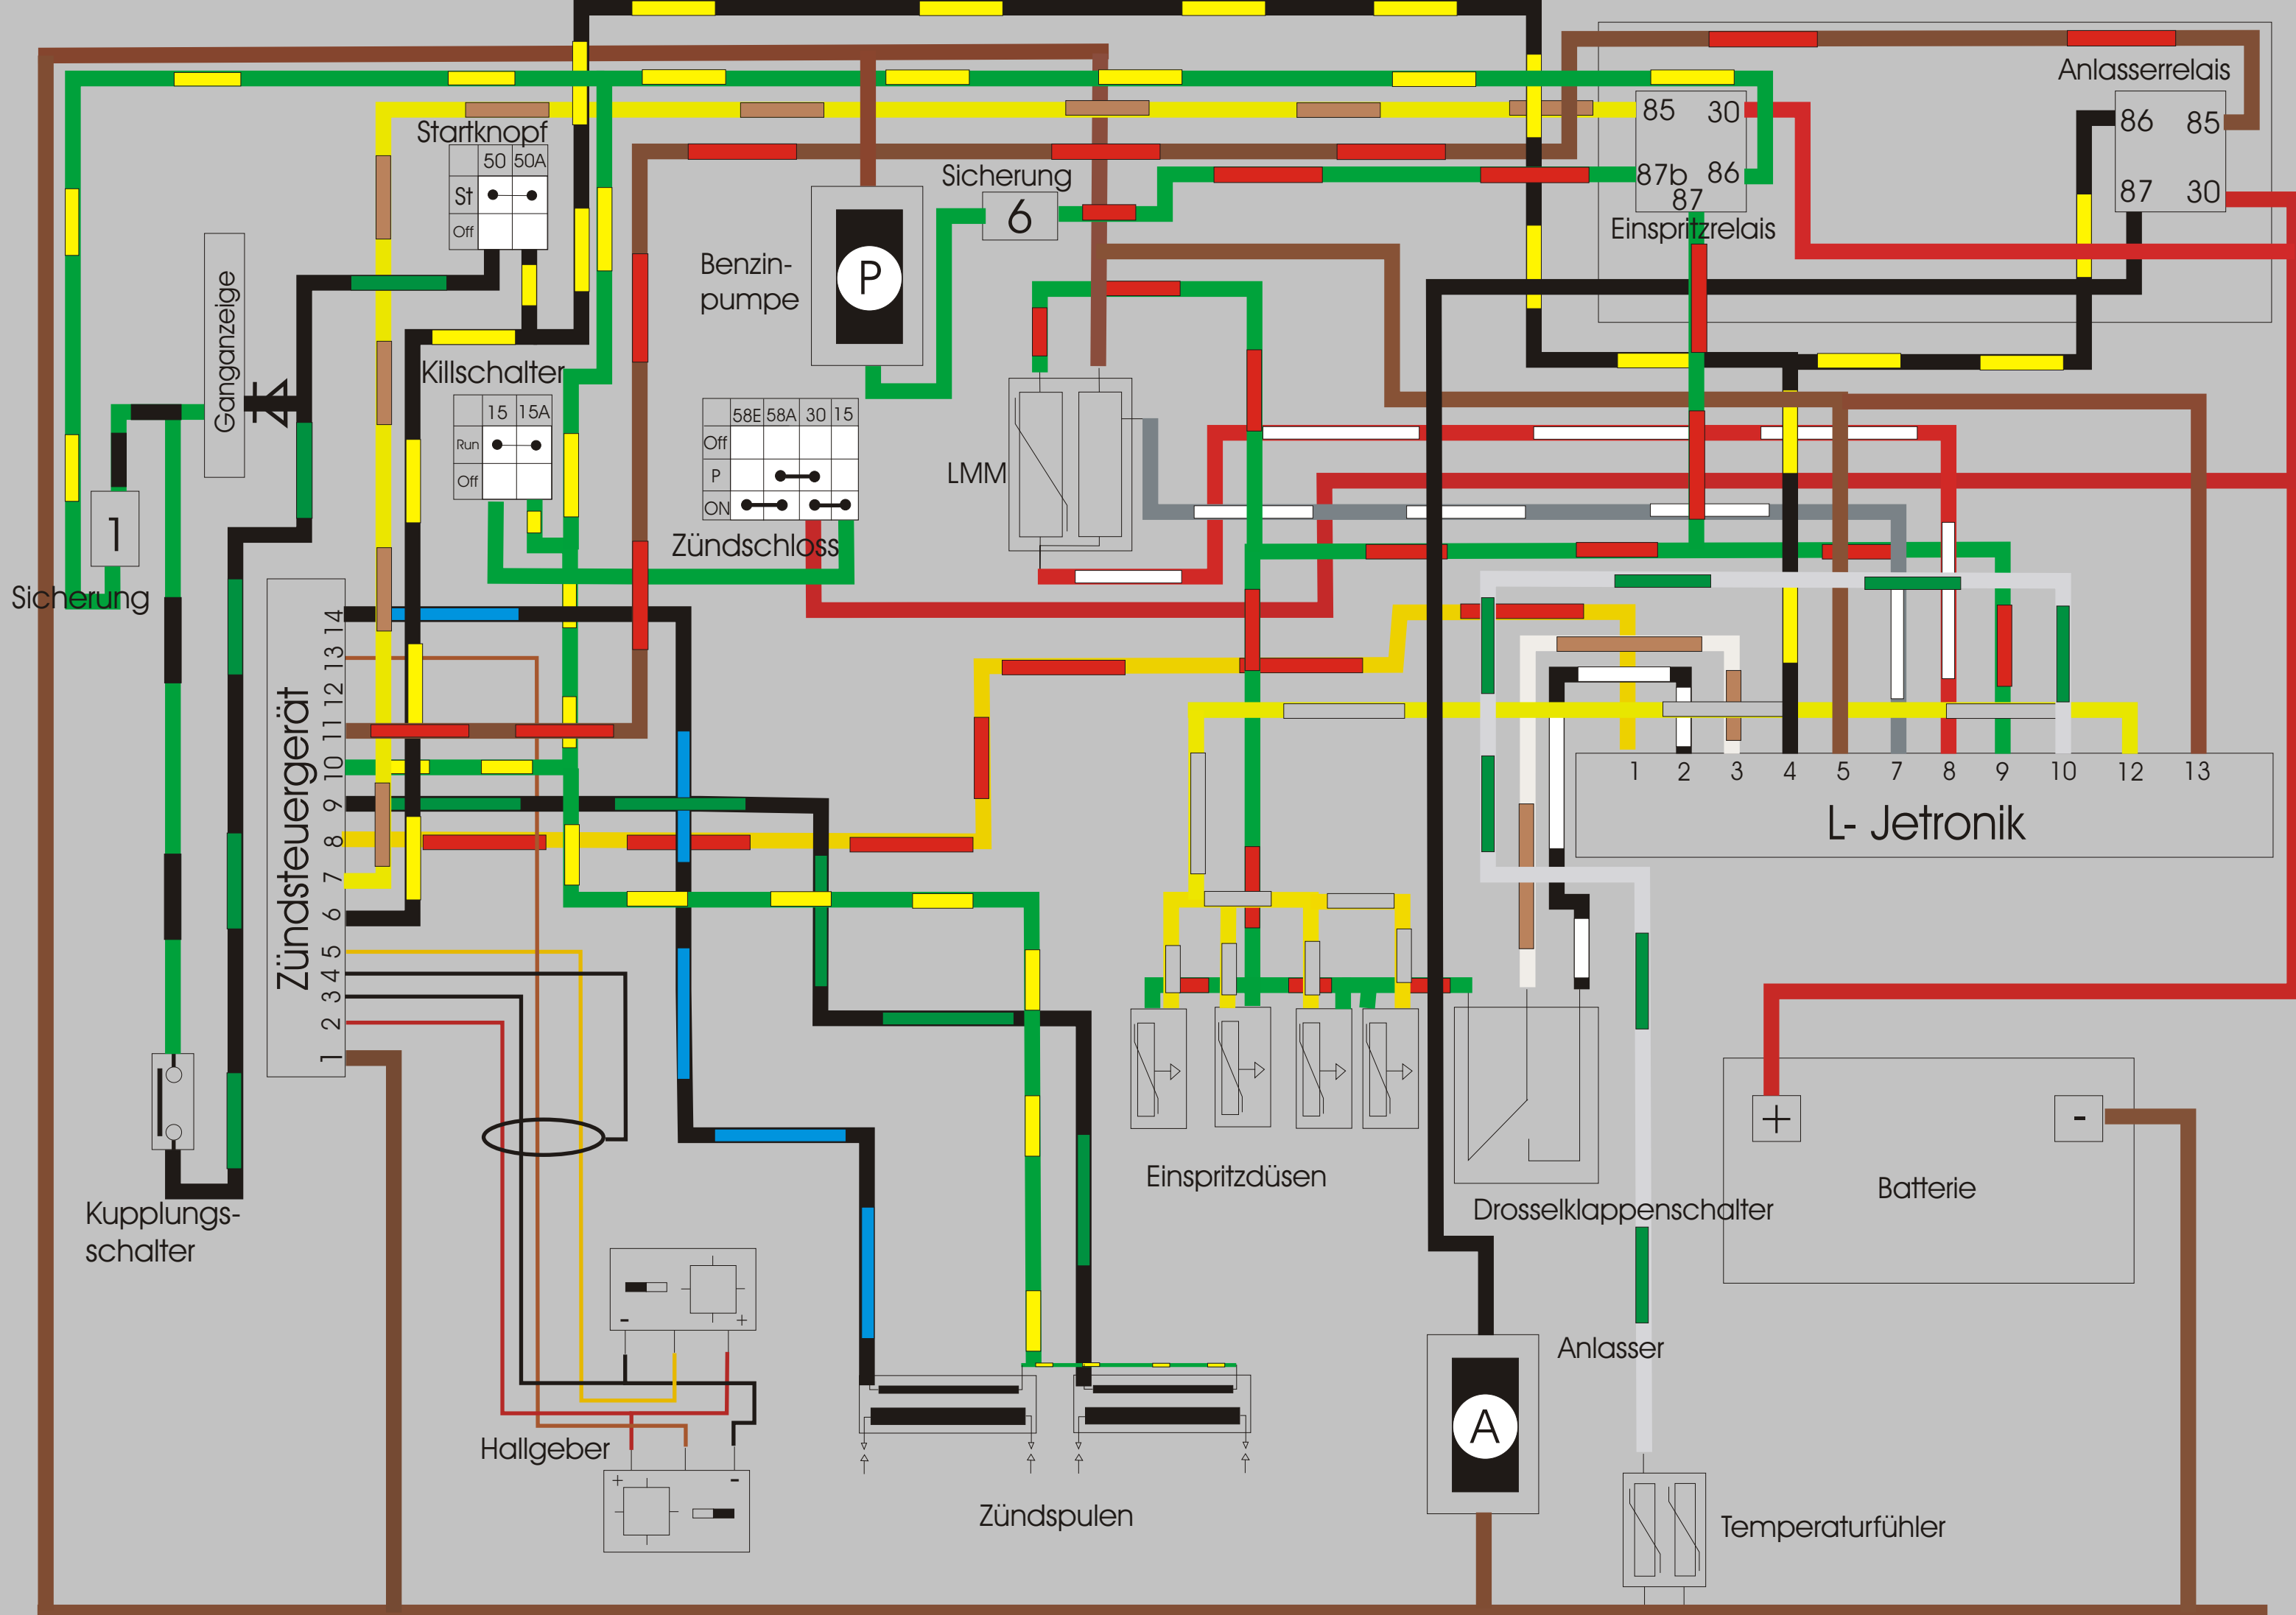 Anlasserrelais
85 30
86 85
87b 86
87
87 30
Einspritzrelais
Startknopf
50 50A
St
Off
Sicherung
6
Benzin-
pumpe
P
Ganganzeige
Killschalter
15 15A
Run
Off
58E 58A 30 15
Off
P
ON
Zündschloss
LMM
1
Sicherung
Zündsteuergerät
14
13
12
11
10
9
8
7
6
5
4
3
2
1
1 2 3 4 5 7 8 9 10 12 13
L- Jetronik
Kupplungs-
schalter
Einspritzdüsen
Drosselklappenschalter
+
-
Batterie
Anlasser
A
- +
Hallgeber
+ -
Zündspulen
Temperaturfühler